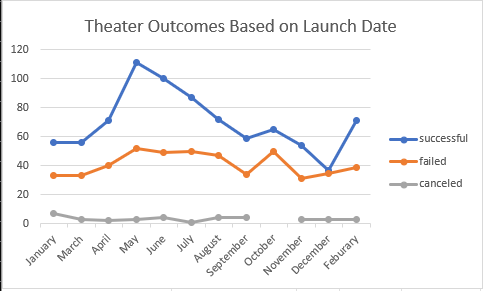 Theater Outcomes Based on Launch Date
120
100
80
60
40
20
0
January
March
April
May
June
July
August
September
October
November
December
Feburary
successful
failed
canceled